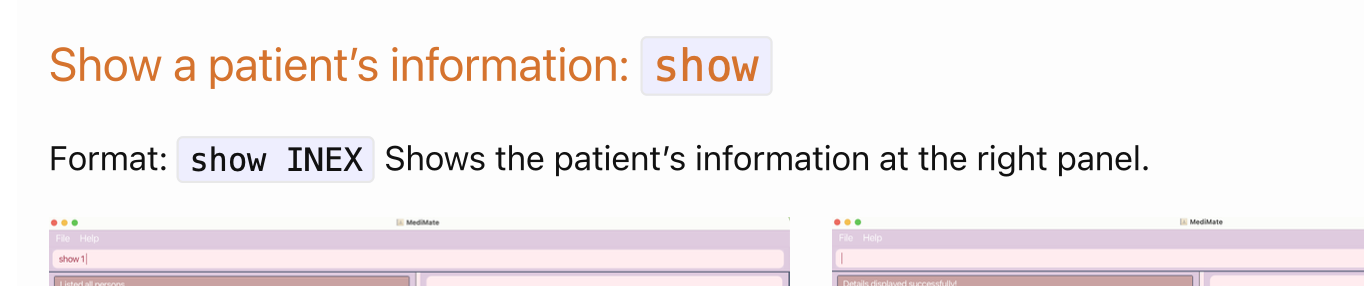 Show a patient’s information: show
Format: show INEX Shows the patient’s information at the right panel.
MediMate
File Help
show 1
Listed all persons
MediMate
File Help
Details displayed successfully!